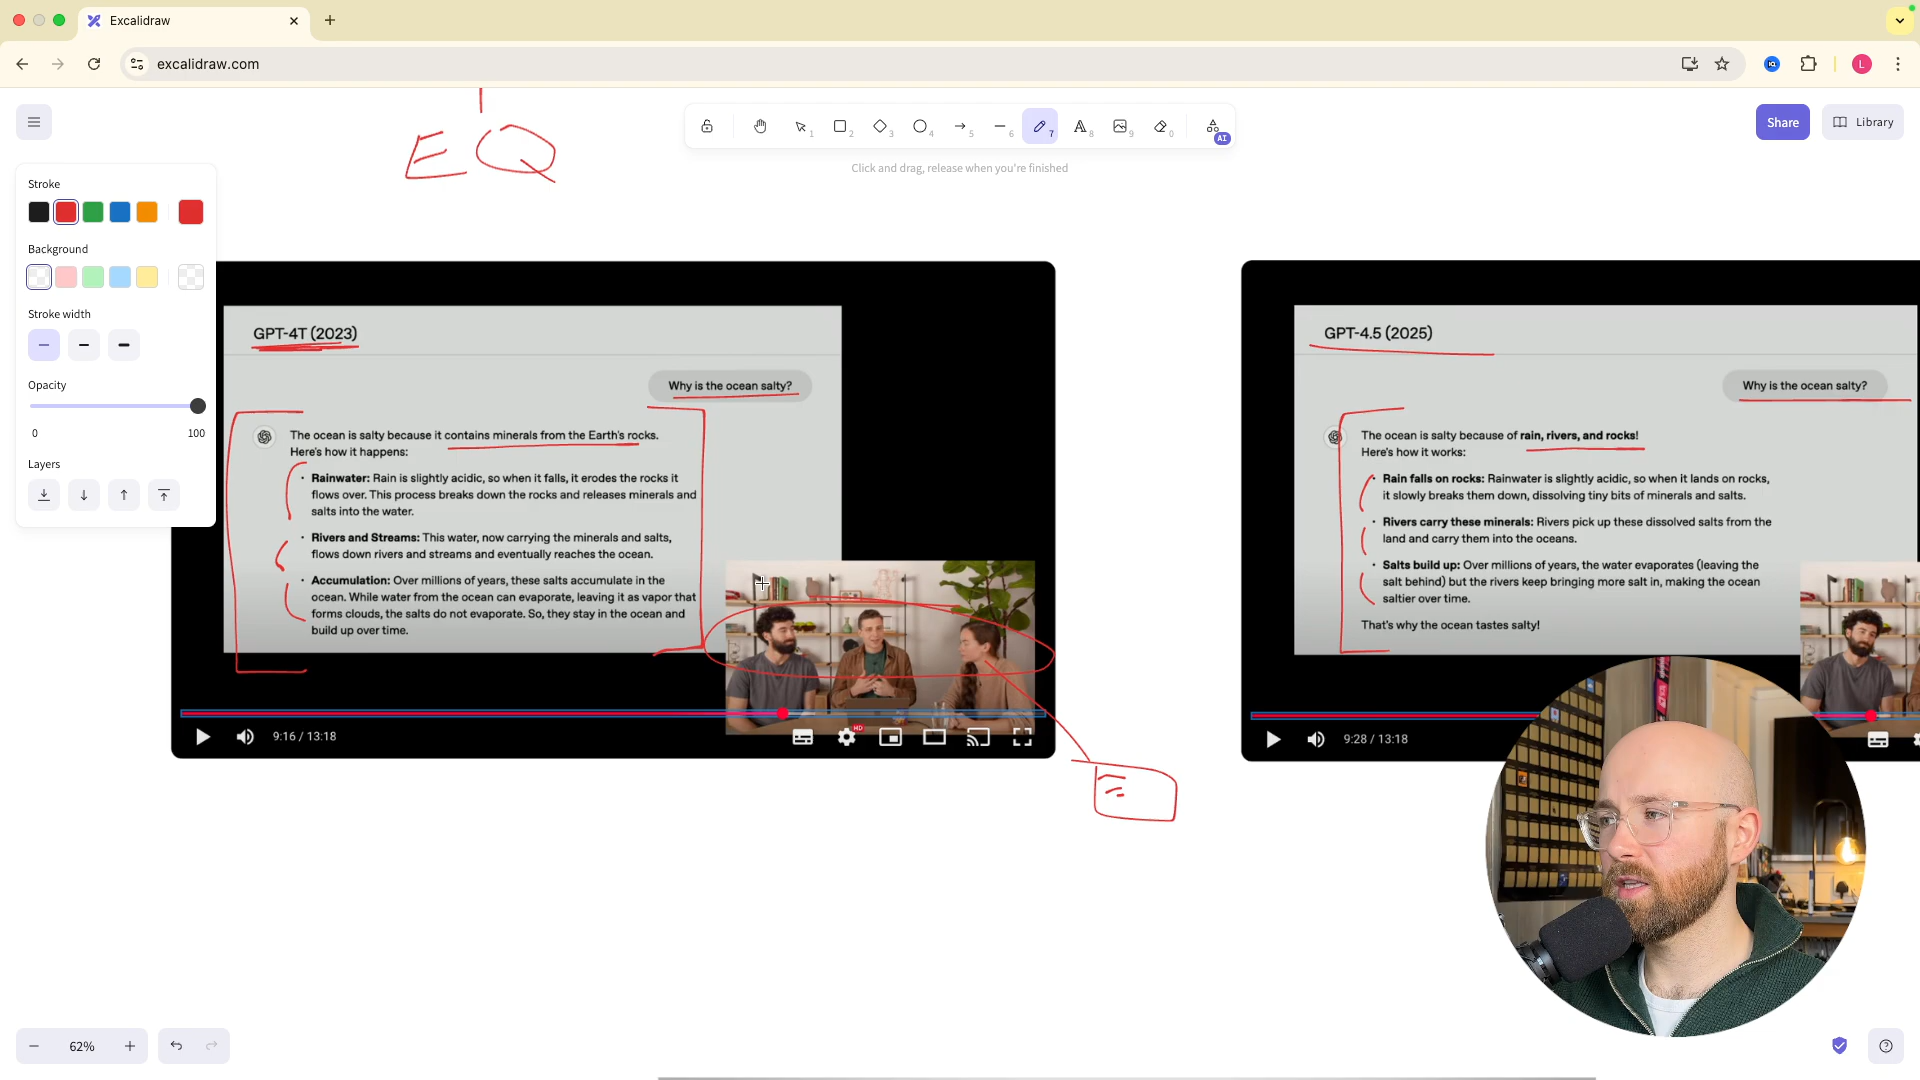 Excalidraw
excalidraw.com
L
EQ
1
2
3
4
5
6
7
8
9
0
AI
Share
Library
Click and drag, release when you're finished
Stroke
Background
Stroke width
Opacity
0
100
Layers
GPT-4T (2023)
Why is the ocean salty?
The ocean is salty because it contains minerals from the Earth's rocks.
Here's how it happens:
• Rainwater: Rain is slightly acidic, so when it falls, it erodes the rocks it
flows over. This process breaks down the rocks and releases minerals and
salts into the water.
• Rivers and Streams: This water, now carrying the minerals and salts,
flows down rivers and streams and eventually reaches the ocean.
• Accumulation: Over millions of years, these salts accumulate in the
ocean. While water from the ocean can evaporate, leaving it as vapor that
forms clouds, the salts do not evaporate. So, they stay in the ocean and
build up over time.
9:16 / 13:18
HD
GPT-4.5 (2025)
Why is the ocean salty?
The ocean is salty because of rain, rivers, and rocks!
Here's how it works:
• Rain falls on rocks: Rainwater is slightly acidic, so when it lands on rocks,
it slowly breaks them down, dissolving tiny bits of minerals and salts.
• Rivers carry these minerals: Rivers pick up these dissolved salts from the
land and carry them into the oceans.
• Salts build up: Over millions of years, the water evaporates (leaving the
salt behind) but the rivers keep bringing more salt in, making the ocean
saltier over time.
That's why the ocean tastes salty!
9:28 / 13:18
62%